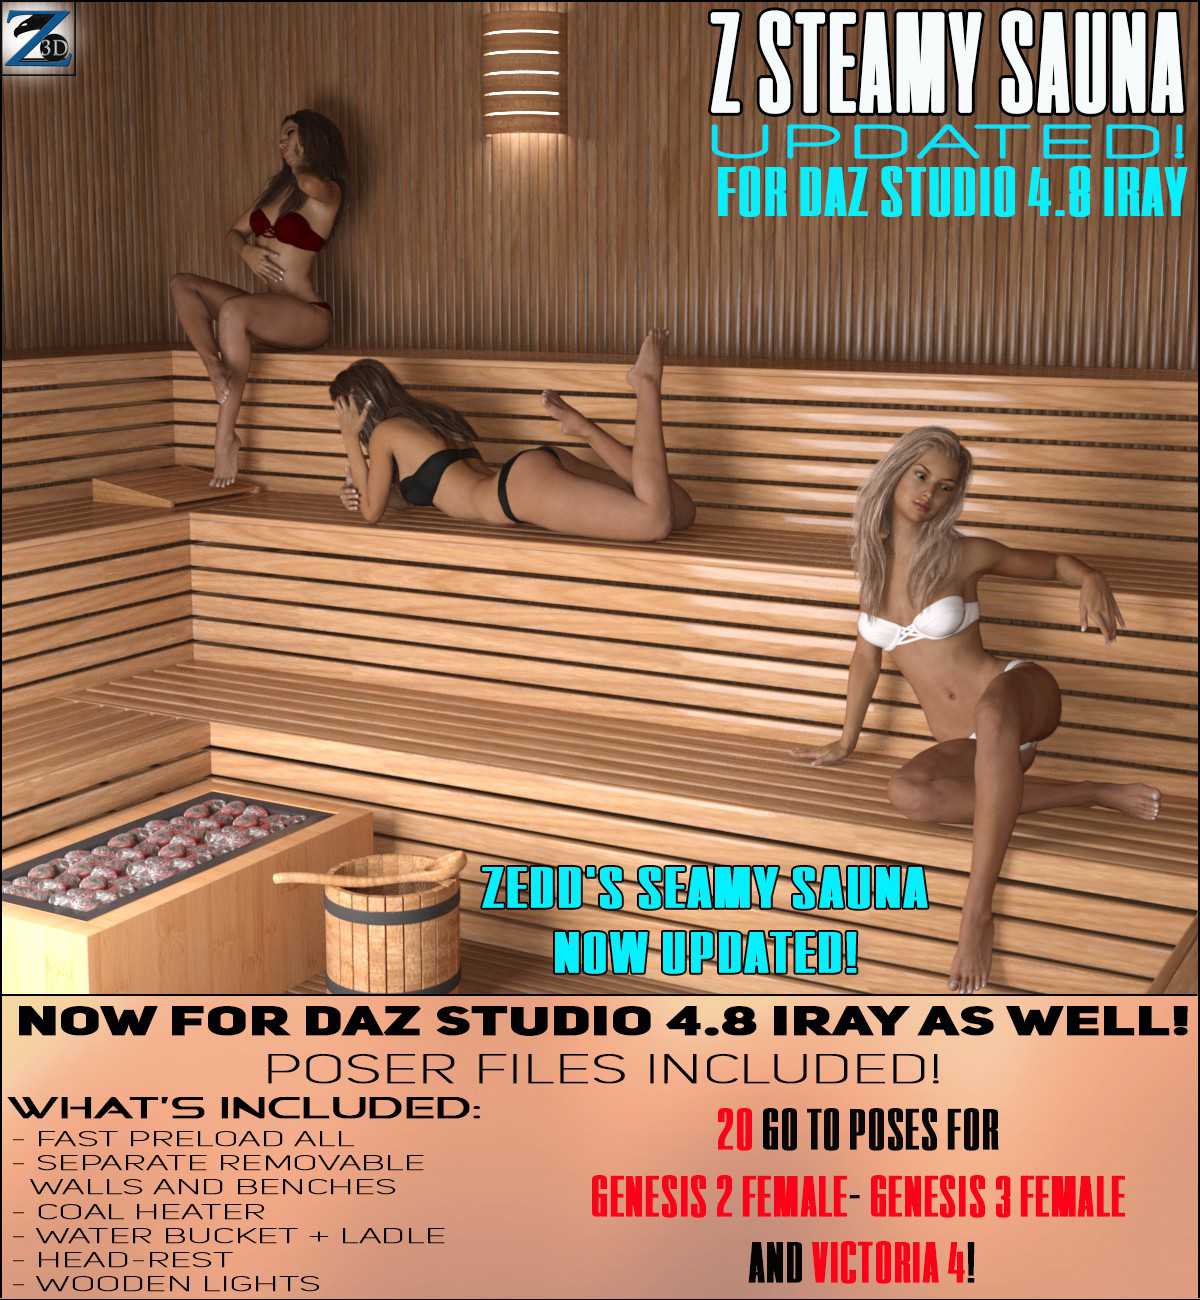 Z 3D
Z STEAMY SAUNA
UPDATED!
FOR DAZ STUDIO 4.8 IRAY
ZEDD'S SEAMY SAUNA
NOW UPDATED!
NOW FOR DAZ STUDIO 4.8 IRAY AS WELL!
POSER FILES INCLUDED!
WHAT'S INCLUDED:
- FAST PRELOAD ALL
- SEPARATE REMOVABLE
WALLS AND BENCHES
- COAL HEATER
- WATER BUCKET + LADLE
- HEAD-REST
- WOODEN LIGHTS
20 GO TO POSES FOR
GENESIS 2 FEMALE- GENESIS 3 FEMALE
AND VICTORIA 4!